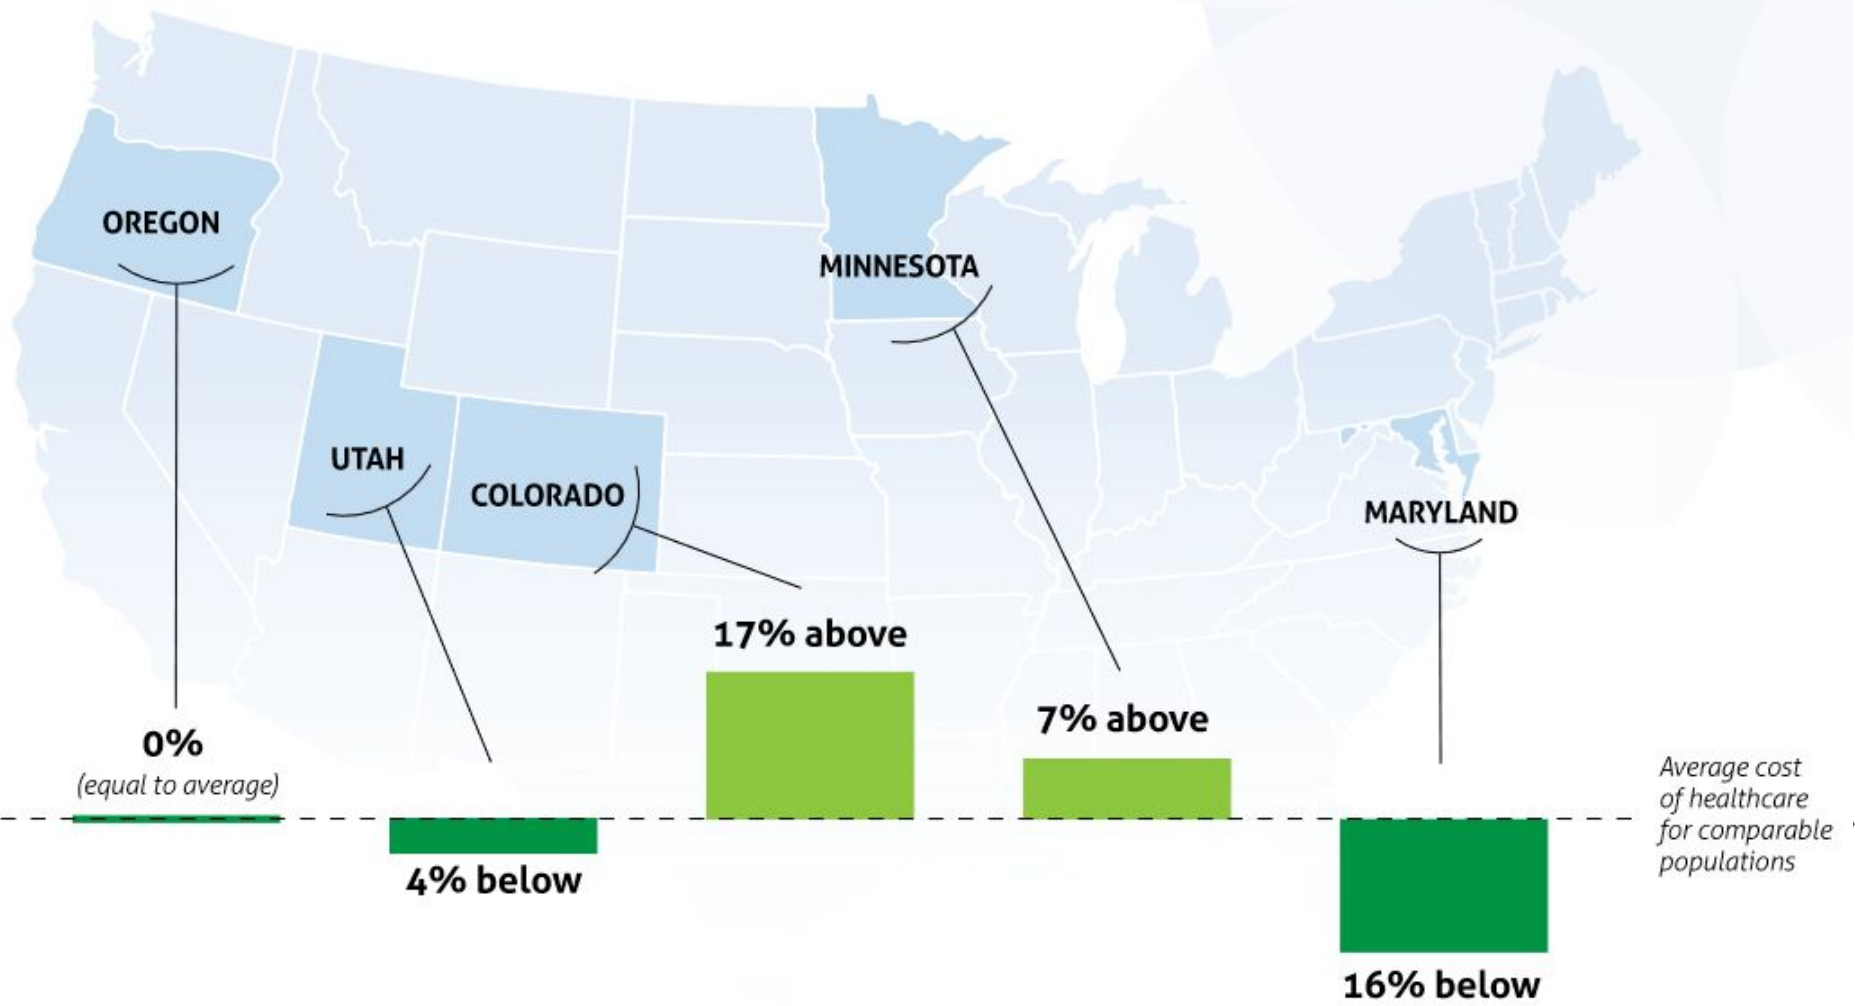 OREGON
MINNESOTA
UTAH
COLORADO
MARYLAND
17% above
7% above
0%
(equal to average)
Average cost
of healthcare
for comparable
populations
4% below
16% below